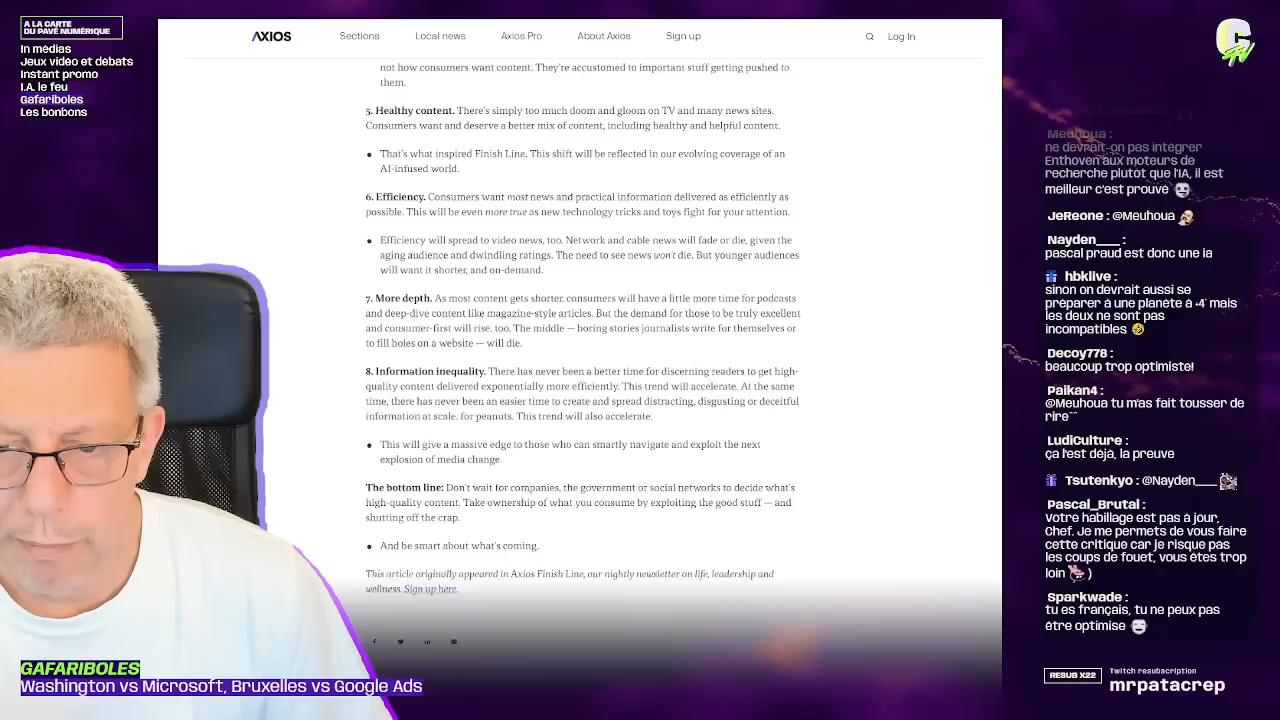 A LA CARTE
DU PAVÉ NUMÉRIQUE
In médias
Jeux vidéo et débats
Instant promo
I.A. le feu
Gafariboles
Les bonbons
AXIOS
Sections
Local news
Axios Pro
About Axios
Sign up
Log In
not how consumers want content. They're accustomed to important stuff getting pushed to
them.
5. Healthy content. There's simply too much doom and gloom on TV and many news sites.
Consumers want and deserve a better mix of content, including healthy and helpful content.
That's what inspired Finish Line. This shift will be reflected in our evolving coverage of an
AI-infused world.
6. Efficiency. Consumers want most news and practical information delivered as efficiently as
possible. This will be even more true as new technology tricks and toys fight for your attention.
Efficiency will spread to video news, too. Network and cable news will fade or die, given the
aging audience and dwindling ratings. The need to see news won't die. But younger audiences
will want it shorter, and on-demand.
7. More depth. As most content gets shorter, consumers will have a little more time for podcasts
and deep-dive content like magazine-style articles. But the demand for those to be truly excellent
and consumer-first will rise, too. The middle — boring stories journalists write for themselves or
to fill holes on a website — will die.
8. Information inequality. There has never been a better time for discerning readers to get high-
quality content delivered exponentially more efficiently. This trend will accelerate. At the same
time, there has never been an easier time to create and spread distracting, disgusting or deceitful
information at scale, for peanuts. This trend will also accelerate.
This will give a massive edge to those who can smartly navigate and exploit the next
explosion of media change.
The bottom line: Don't wait for companies, the government or social networks to decide what's
high-quality content. Take ownership of what you consume by exploiting the good stuff — and
shutting off the crap.
And be smart about what's coming.
This article originally appeared in Axios Finish Line, our nightly newsletter on life, leadership and
wellness. Sign up here.
Meuhoua :
ne devrait-on pas intégrer
Enthoven aux moteurs de
recherche plutôt que l'IA, il est
meilleur c'est prouvé
JeReone : @Meuhoua
Nayden___ :
pascal praud est donc une ia
hbklive :
sinon on devrait aussi se
préparer à une planète à +4° mais
les deux ne sont pas
incompatibles
Decoy778 :
beaucoup trop optimiste!
Paikan4 :
@Meuhoua tu m'as fait tousser de
rire^^
LudiCulture :
ça l'est déjà, la preuve
Tsutenkyo : @Nayden___
Pascal_Brutal :
Votre habillage est pas à jour,
Chef. Je me permets de vous faire
cette critique car je risque pas
les coups de fouet, vous êtes trop
loin )
Sparkwade :
tu es français, tu ne peux pas
être optimise
GAFARIBOLES
Washington vs Microsoft, Bruxelles vs Google Ads
RESUB X22
Twitch resubscription
mrpatacrep